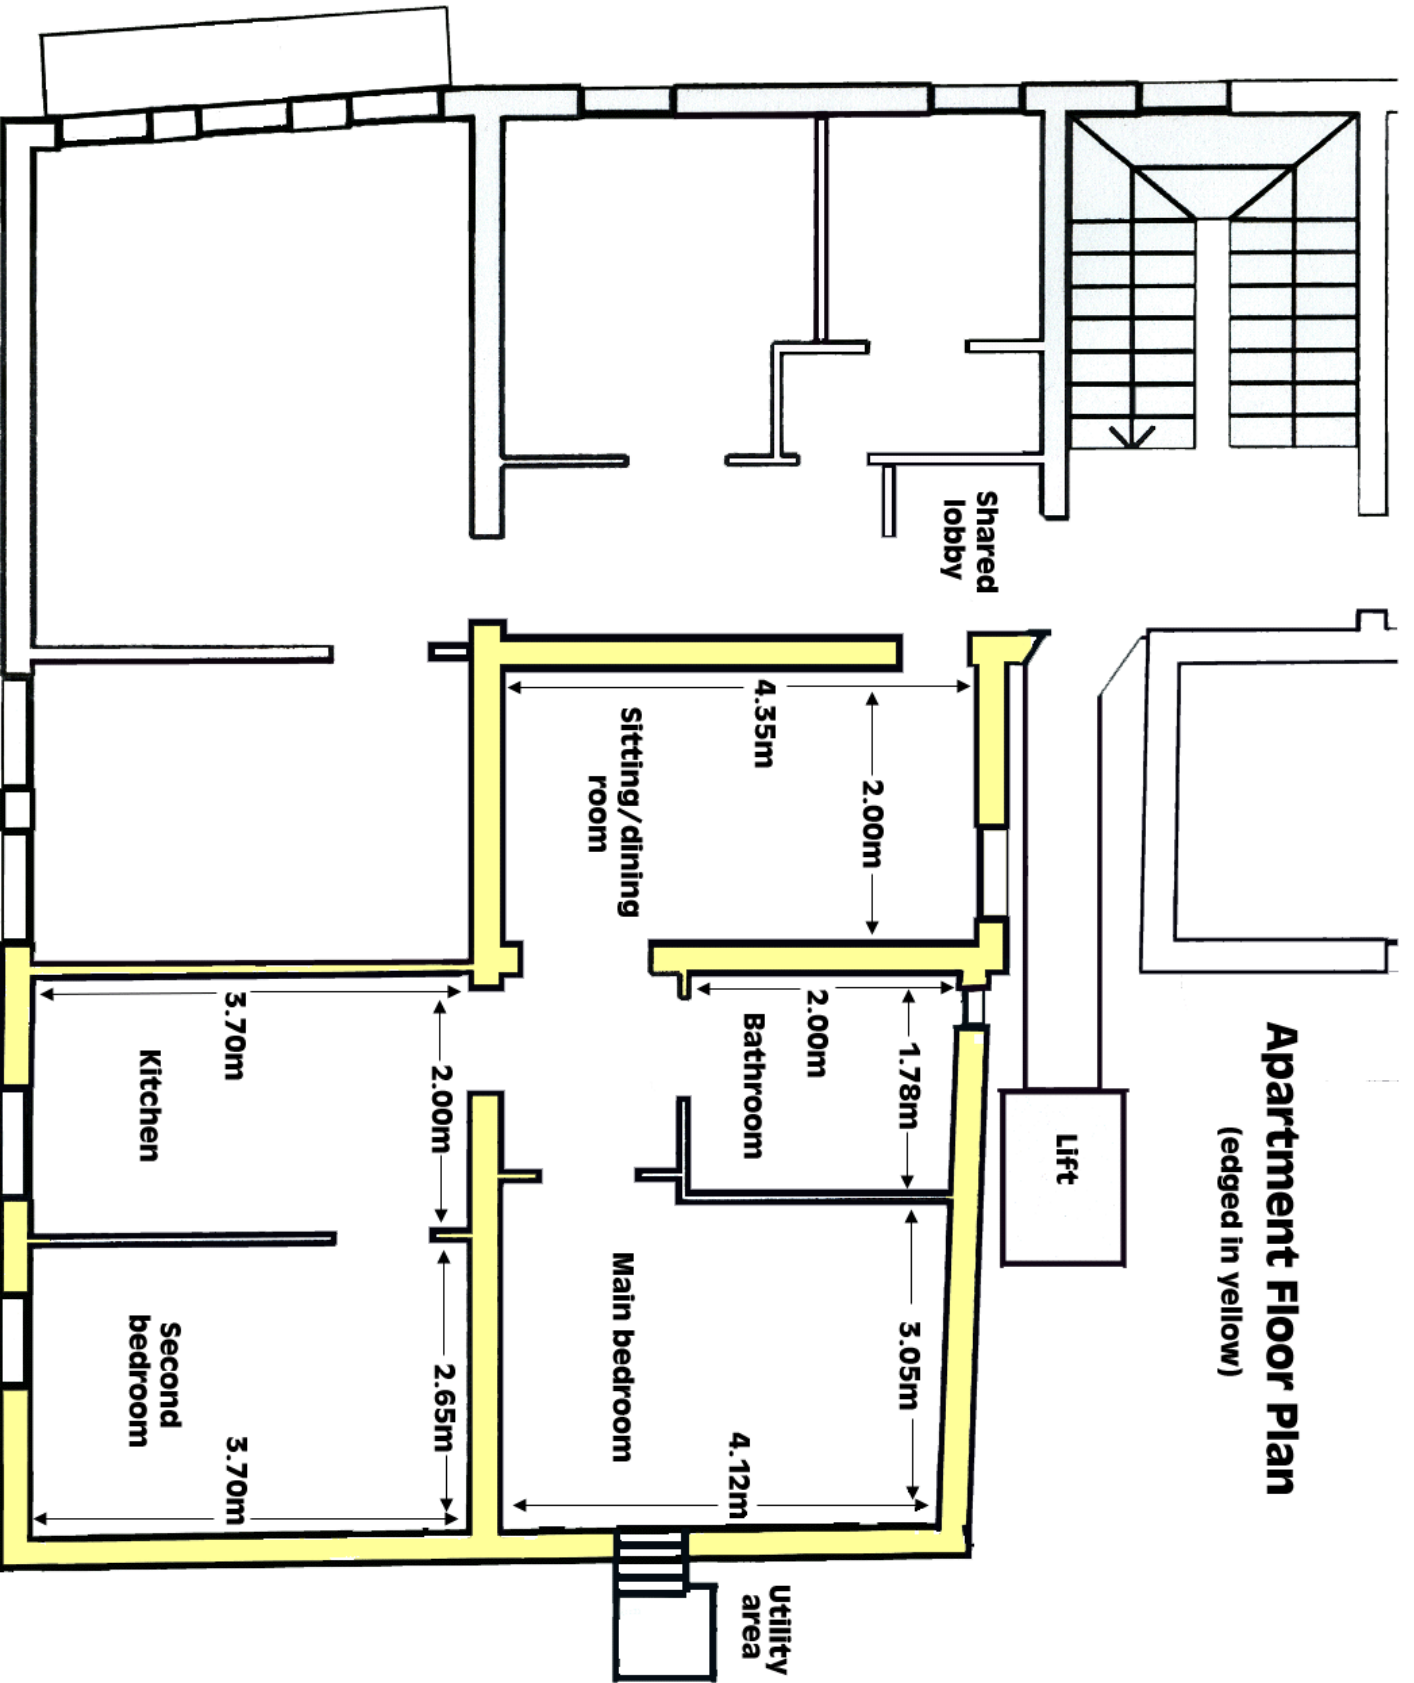 Apartment Floor Plan
(edged in yellow)
Shared
lobby
Lift
4.35m
2.00m
Sitting/dining
room
2.00m
1.78m
Bathroom
3.70m
2.00m
Kitchen
3.05m
4.12m
Main bedroom
2.65m
3.70m
Second
bedroom
Utility
area